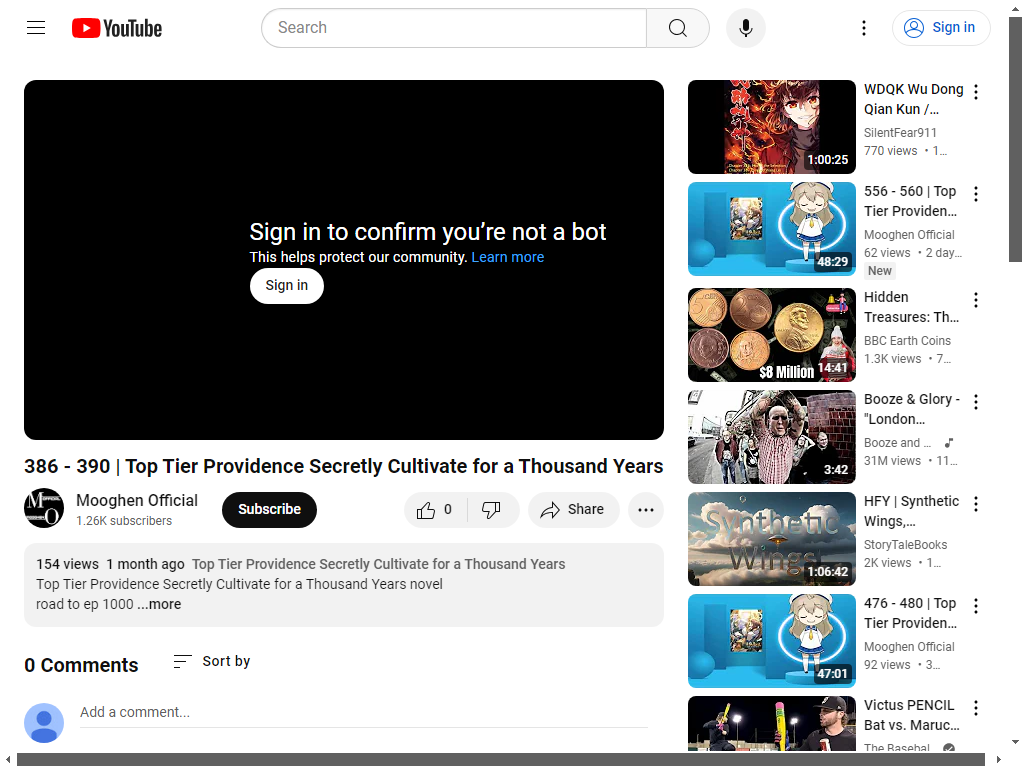 YouTube
Search
Sign in
Sign in to confirm you're not a bot
This helps protect our community. Learn more
Sign in
386 - 390 | Top Tier Providence Secretly Cultivate for a Thousand Years
Mooghen Official
1.26K subscribers
Subscribe
0
Share
154 views 1 month ago Top Tier Providence Secretly Cultivate for a Thousand Years
Top Tier Providence Secretly Cultivate for a Thousand Years novel
road to ep 1000 ...more
0 Comments
Sort by
Add a comment...
1:00:25
WDQK Wu Dong
Qian Kun /...
SilentFear911
770 views • 1...
48:29
556 - 560 | Top
Tier Providen...
Mooghen Official
62 views • 2 day...
New
$8 Million
14:41
Hidden
Treasures: Th...
BBC Earth Coins
1.3K views • 7...
3:42
Booze & Glory -
"London...
Booze and ...
31M views • 11...
Synthetic
Wings
1:06:42
HFY | Synthetic
Wings,...
StoryTaleBooks
2K views • 1...
47:01
476 - 480 | Top
Tier Providen...
Mooghen Official
92 views • 3...
Victus PENCIL
Bat vs. Maruc...
The Basebal...